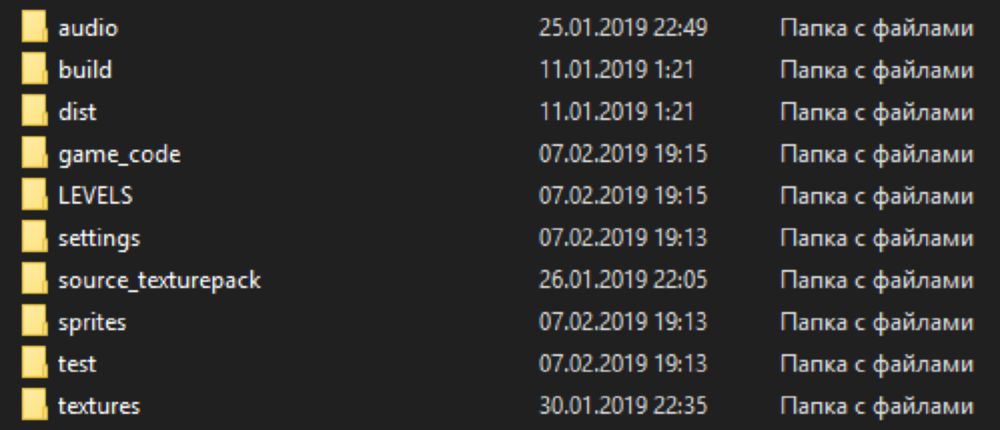 audio 25.01.2019 22:49 Папка с файлами
build 11.01.2019 1:21 Папка с файлами
dist 11.01.2019 1:21 Папка с файлами
game_code 07.02.2019 19:15 Папка с файлами
LEVELS 07.02.2019 19:15 Папка с файлами
settings 07.02.2019 19:13 Папка с файлами
source_texturepack 26.01.2019 22:05 Папка с файлами
sprites 07.02.2019 19:13 Папка с файлами
test 07.02.2019 19:13 Папка с файлами
textures 30.01.2019 22:35 Папка с файлами